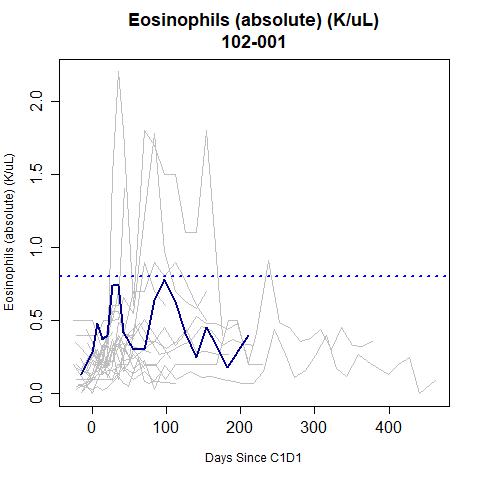 Eosinophils (absolute) (K/uL)
102-001
Eosinophils (absolute) (K/uL)
2.0
1.5
1.0
0.5
0.0
0 100 200 300 400
Days Since C1D1